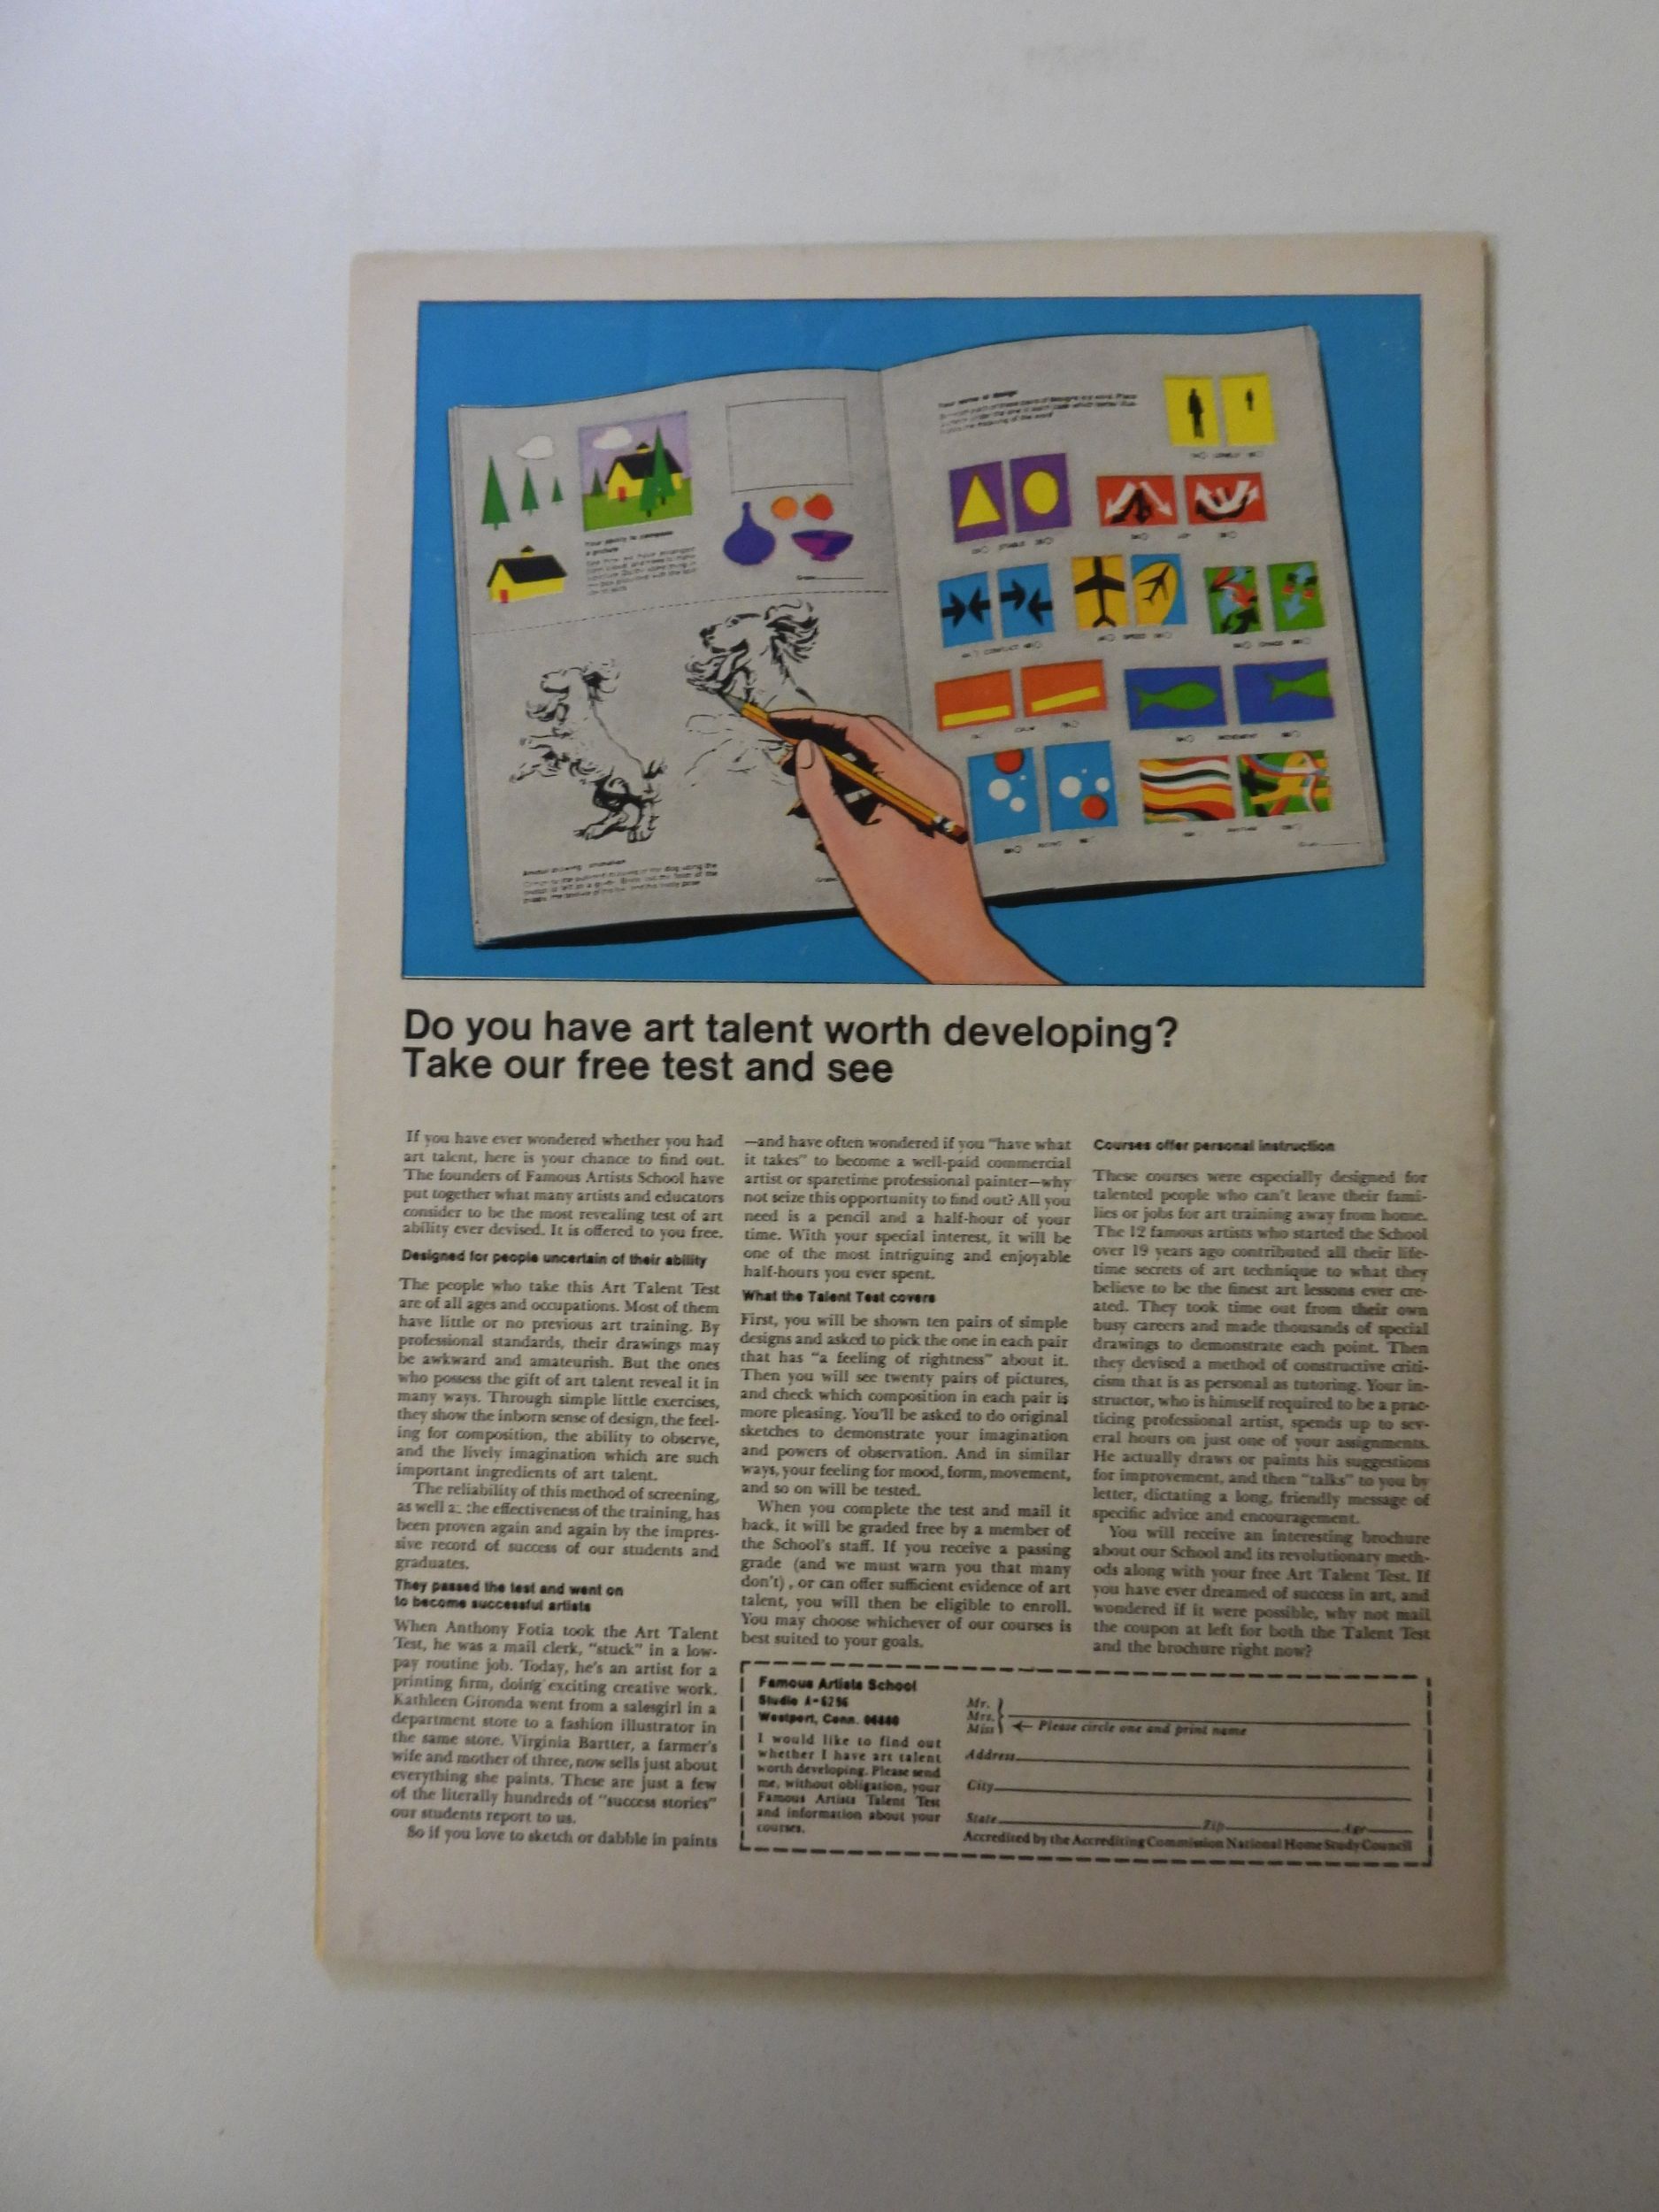 Do you have art talent worth developing?
Take our free test and see
If you have ever wondered whether you had
art talent, here is your chance to find out.
The founders of Famous Artists School have
put together what many artists and educators
consider to be the most revealing test of art
ability ever devised. It is offered to you free.
Designed for people uncertain of their ability
The people who take this Art Talent Test
are of all ages and occupations. Most of them
have little or no previous art training. By
professional standards, their drawings may
be awkward and amateurish. But the ones
who possess the gift of art talent reveal it in
many ways. Through simple little exercises,
they show the inborn sense of design, the feel-
ing for composition, the ability to observe,
and the lively imagination which are such
important ingredients of art talent.
The reliability of this method of screening,
as well as the effectiveness of the training, has
been proven again and again by the impres-
sive record of success of our students and
graduates.
They passed the test and went on
to become successful artists
When Anthony Fotia took the Art Talent
Test, he was a mail clerk, "stuck" in a low-
pay routine job. Today, he's an artist for a
printing firm, doing exciting creative work.
Kathleen Gironda went from a salesgirl in a
department store to a fashion illustrator in
the same store. Virginia Bartter, a farmer's
wife and mother of three, now sells just about
everything she paints. These are just a few
of the literally hundreds of "success stories"
our students report to us.
So if you love to sketch or dabble in paints
—and have often wondered if you "have what
it takes" to become a well-paid commercial
artist or sparetime professional painter—why
not seize this opportunity to find out? All you
need is a pencil and a half-hour of your
time. With your special interest, it will be
one of the most intriguing and enjoyable
half-hours you ever spent.
What the Talent Test covers
First, you will be shown ten pairs of simple
designs and asked to pick the one in each pair
that has "a feeling of rightness" about it.
Then you will see twenty pairs of pictures,
and check which composition in each pair is
more pleasing. You'll be asked to do original
sketches to demonstrate your imagination
and powers of observation. And in similar
ways, your feeling for mood, form, movement,
and so on will be tested.
When you complete the test and mail it
back, it will be graded free by a member of
the School's staff. If you receive a passing
grade (and we must warn you that many
don't), or can offer sufficient evidence of art
talent, you will then be eligible to enroll.
You may choose whichever of our courses is
best suited to your goals.
Courses offer personal instruction
These courses were especially designed for
talented people who can't leave their fami-
lies or jobs for art training away from home.
The 12 famous artists who started the School
over 19 years ago contributed all their life-
time secrets of art technique to what they
believe to be the finest art lessons ever cre-
ated. They took time out from their own
busy careers and made thousands of special
drawings to demonstrate each point. Then
they devised a method of constructive criti-
cism that is as personal as tutoring. Your in-
structor, who is himself required to be a prac-
ticing professional artist, spends up to sev-
eral hours on just one of your assignments.
He actually draws or paints his suggestions
for improvement, and then "talks" to you by
letter, dictating a long, friendly message of
specific advice and encouragement.
You will receive an interesting brochure
about our School and its revolutionary meth-
ods along with your free Art Talent Test. If
you have ever dreamed of success in art, and
wondered if it were possible, why not mail
the coupon at left for both the Talent Test
and the brochure right now?
Famous Artists School
Studio
Westport, Conn.
I would like to find out
whether I have art talent
worth developing. Please send
me, without obligation, your
Famous Artists Talent Test
and information about your
courses.
Mr.
Mrs.
Miss
← Please circle one and print name
Address
City
State Zip Age
Accredited by the Accrediting Commission National Home Study Council